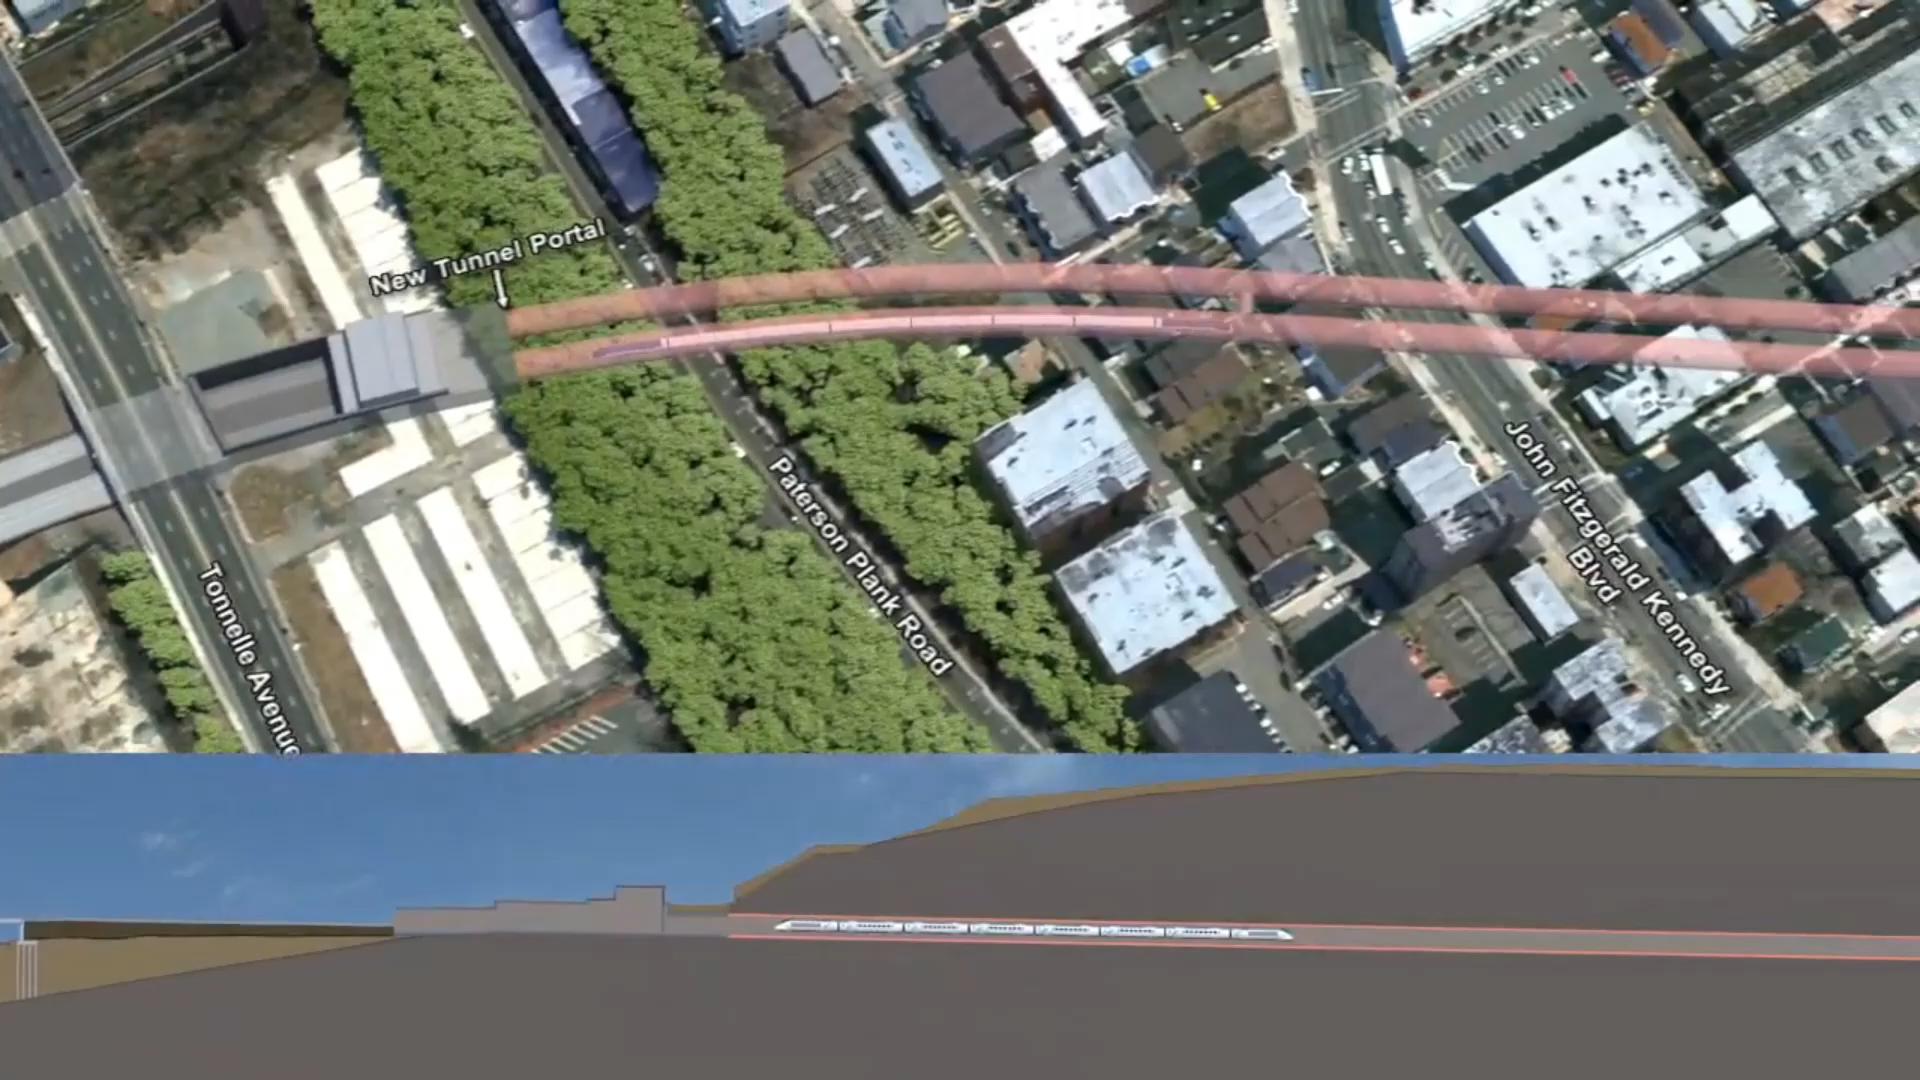 New Tunnel Portal
Paterson Plank Road
John Fitzgerald Kennedy
Blvd.
Tonnelle Avenue